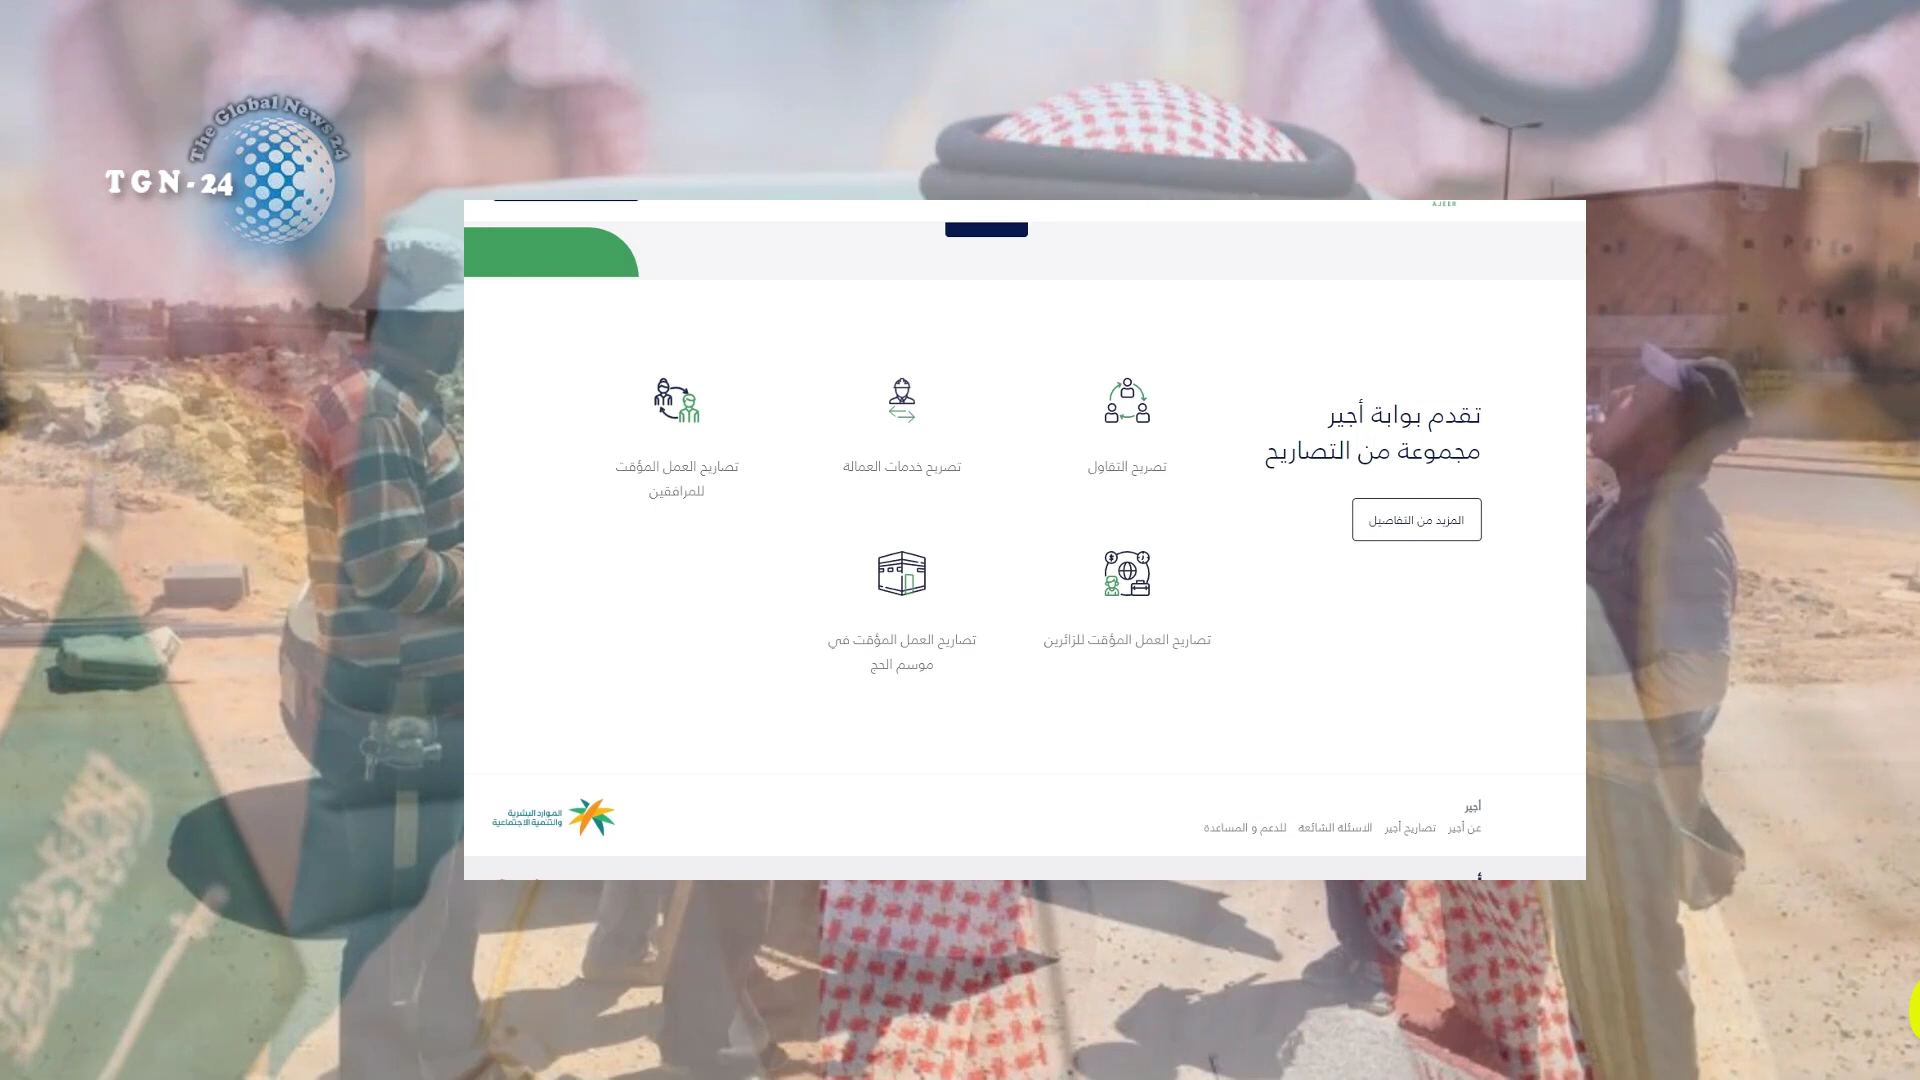 The Global News 24
TGN-24
AJEER
تقدم بوابة أجير
مجموعة من التصاريح
المزيد من التفاصيل
تصريح التقاول
تصريح خدمات العمالة
تصاريح العمل المؤقت
للمرافقين
تصاريح العمل المؤقت للزائرين
تصاريح العمل المؤقت في
موسم الحج
أجير
عن أجير تصاريح أجير الاسئلة الشائعة للدعم و المساعدة
الموارد البشرية
والتنمية الاجتماعية